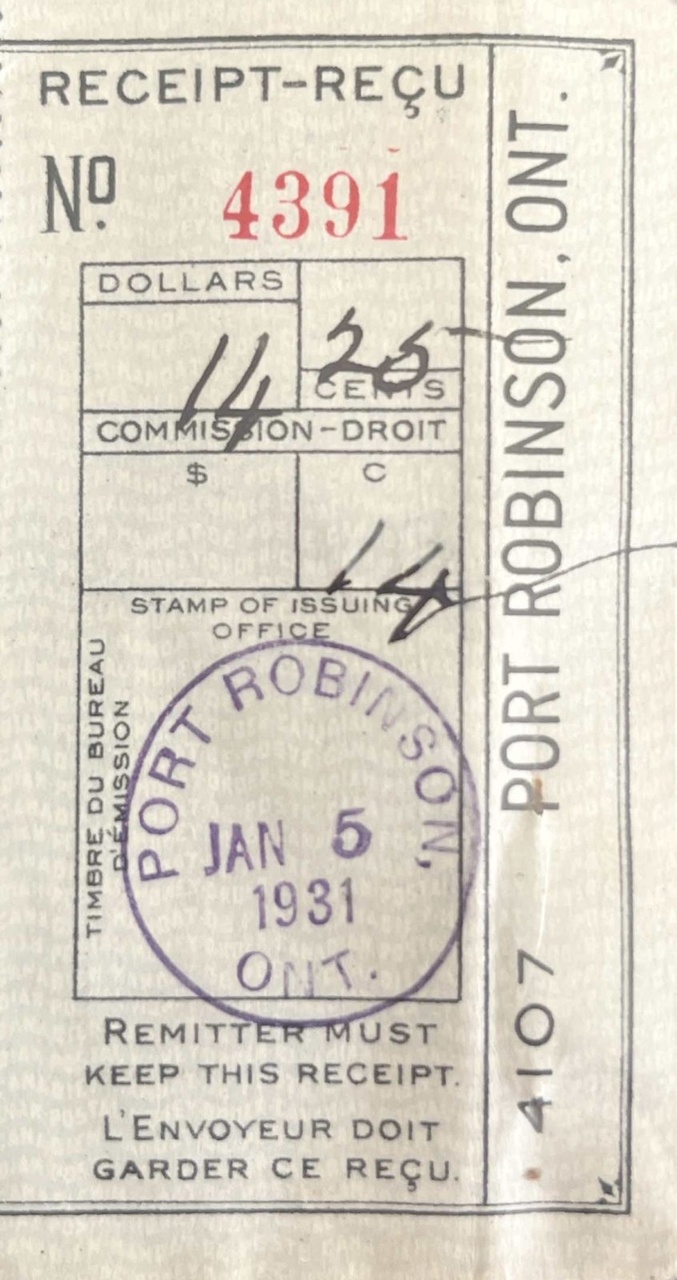 RECEIPT-REÇU
Nº 4391
DOLLARS
14 25
CENTS
COMMISSION-DROIT
$ C
14
STAMP OF ISSUING
OFFICE
TIMBRE DU BUREAU
D'ÉMISSION
PORT ROBINSON,
JAN 5
1931
ONT.
REMITTER MUST
KEEP THIS RECEIPT.
L'ENVOYEUR DOIT
GARDER CE REÇU.
4107 PORT ROBINSON, ONT.